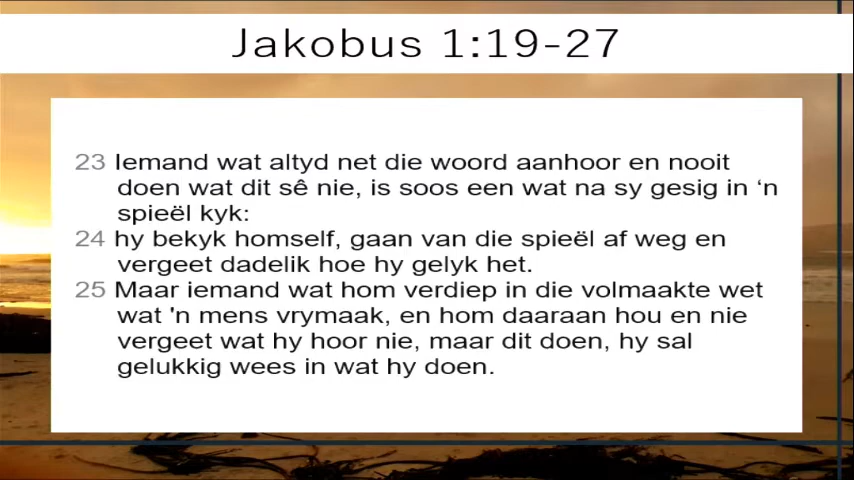 Jakobus 1:19-27
23 Iemand wat altyd net die woord aanhoor en nooit
doen wat dit sê nie, is soos een wat na sy gesig in ‘n
spieël kyk:
24 hy bekyk homself, gaan van die spieël af weg en
vergeet dadelik hoe hy gelyk het.
25 Maar iemand wat hom verdiep in die volmaakte wet
wat 'n mens vrymaak, en hom daaraan hou en nie
vergeet wat hy hoor nie, maar dit doen, hy sal
gelukkig wees in wat hy doen.